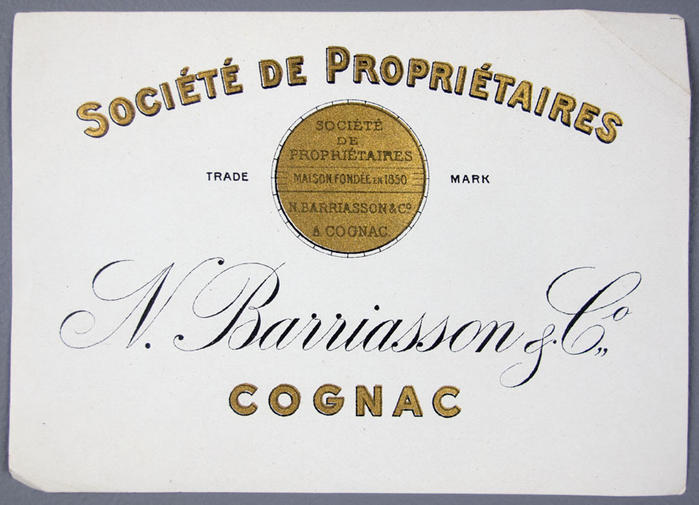 SOCIÉTÉ DE PROPRIÉTAIRES
SOCIÉTÉ
DE
PROPRIÉTAIRES
TRADE
MAISON FONDÉE EN 1850
MARK
N. BARRIASSON & Cº
A COGNAC
N. Barriasson & Cº
COGNAC